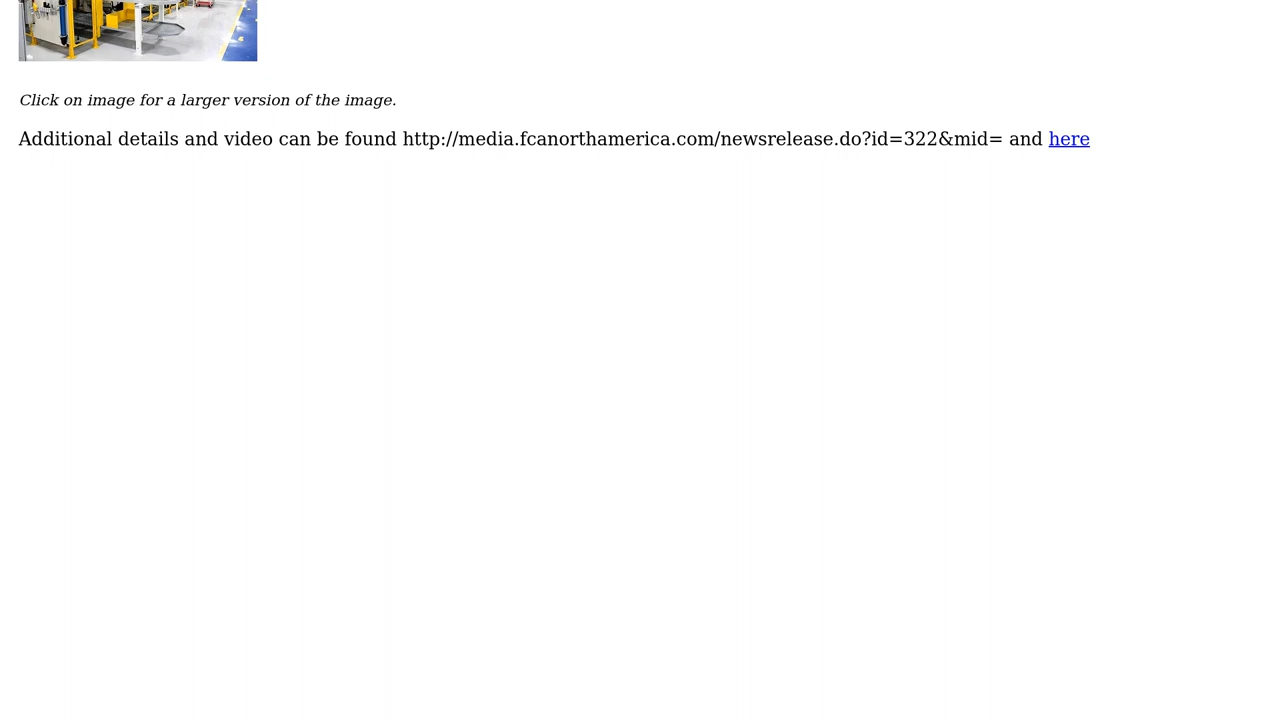 Click on image for a larger version of the image.
Additional details and video can be found http://media.fcanorthamerica.com/newsrelease.do?id=322&mid= and here